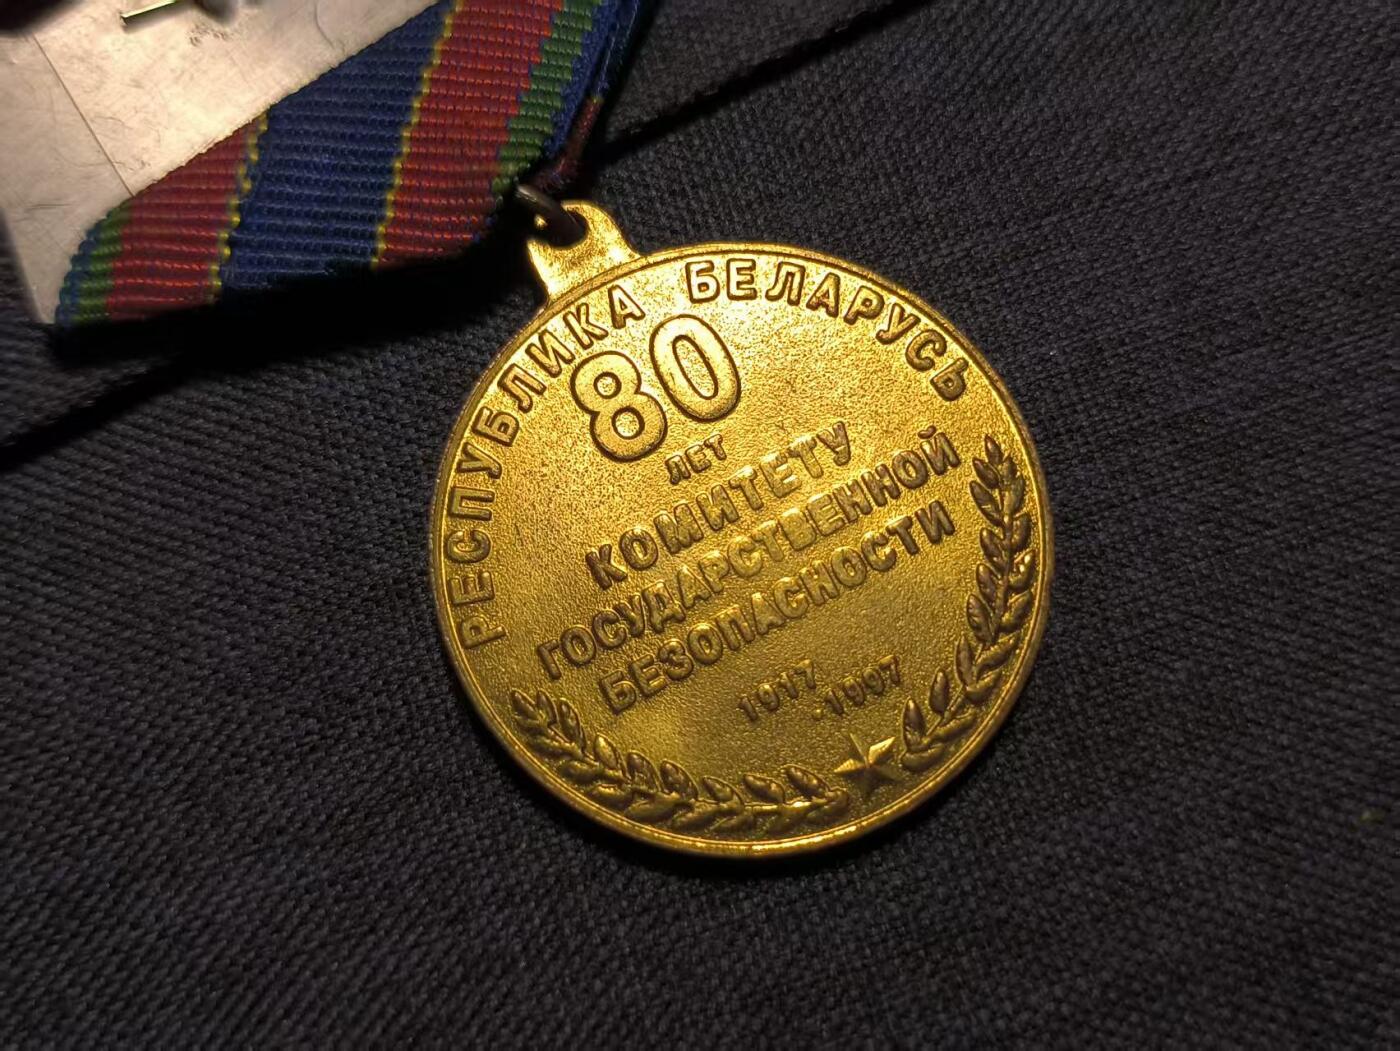 РЕСПУБЛИКА БЕЛАРУСЬ
80
ЛЕТ
КОМИТЕТУ
ГОСУДАРСТВЕННОЙ
БЕЗОПАСНОСТИ
1917
-1997